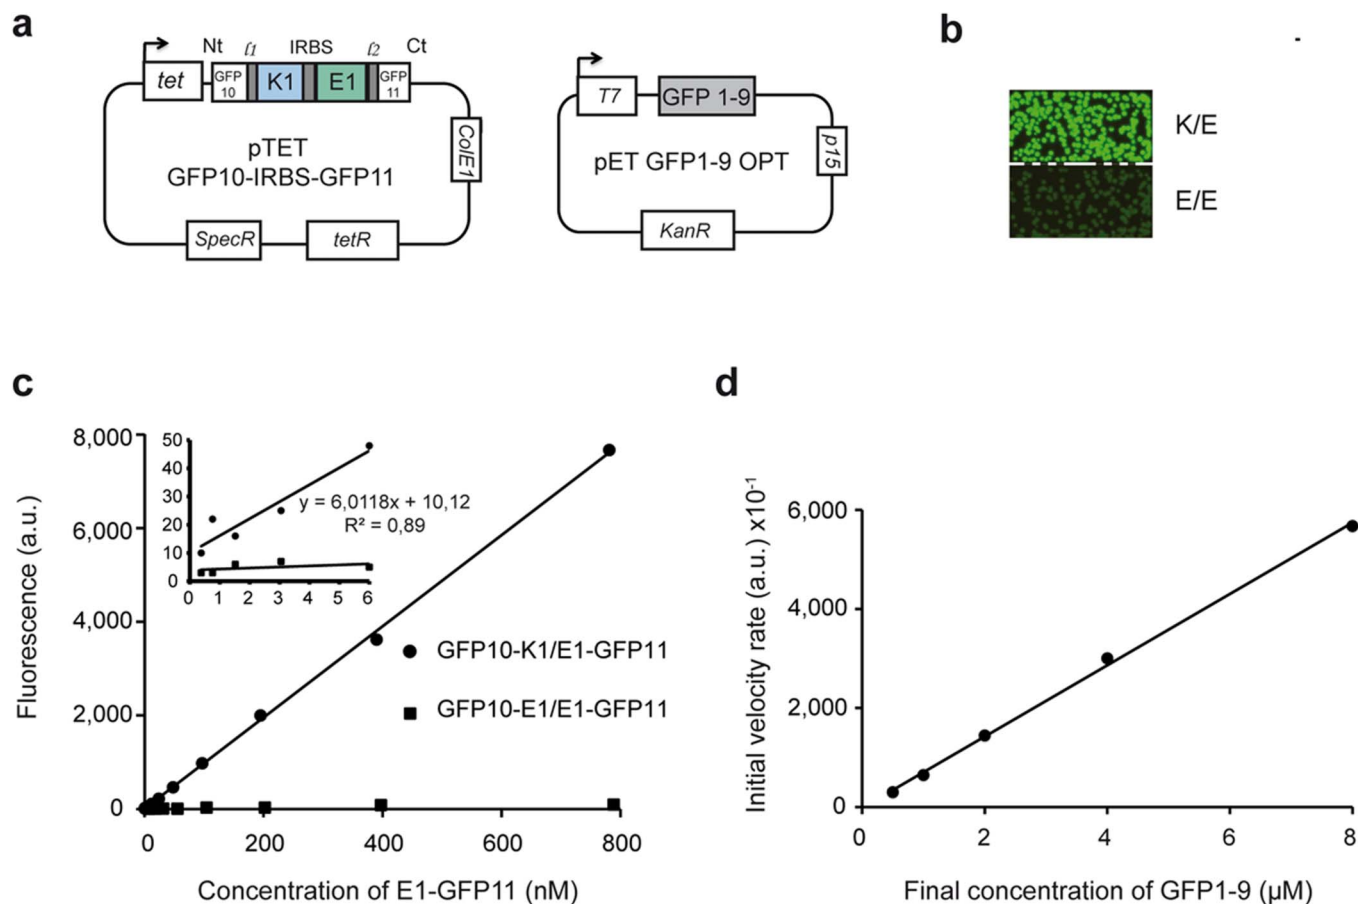 a
Nt ℓ1 IRBS ℓ2 Ct
tet GFP 10 K1 E1 GFP 11
pTET
GFP10-IRBS-GFP11
ColE1
SpecR tetR
T7 GFP 1-9
pET GFP1-9 OPT
p15
KanR
b
K/E
E/E
c
8,000
6,000
4,000
2,000
0
Fluorescence (a.u.)
50
40
30
20
10
0
0 1 2 3 4 5 6
y = 6,0118x + 10,12
R² = 0,89
GFP10-K1/E1-GFP11
GFP10-E1/E1-GFP11
0 200 400 600 800
Concentration of E1-GFP11 (nM)
d
6,000
4,000
2,000
0
Initial velocity rate (a.u.) x10⁻¹
0 2 4 6 8
Final concentration of GFP1-9 (µM)